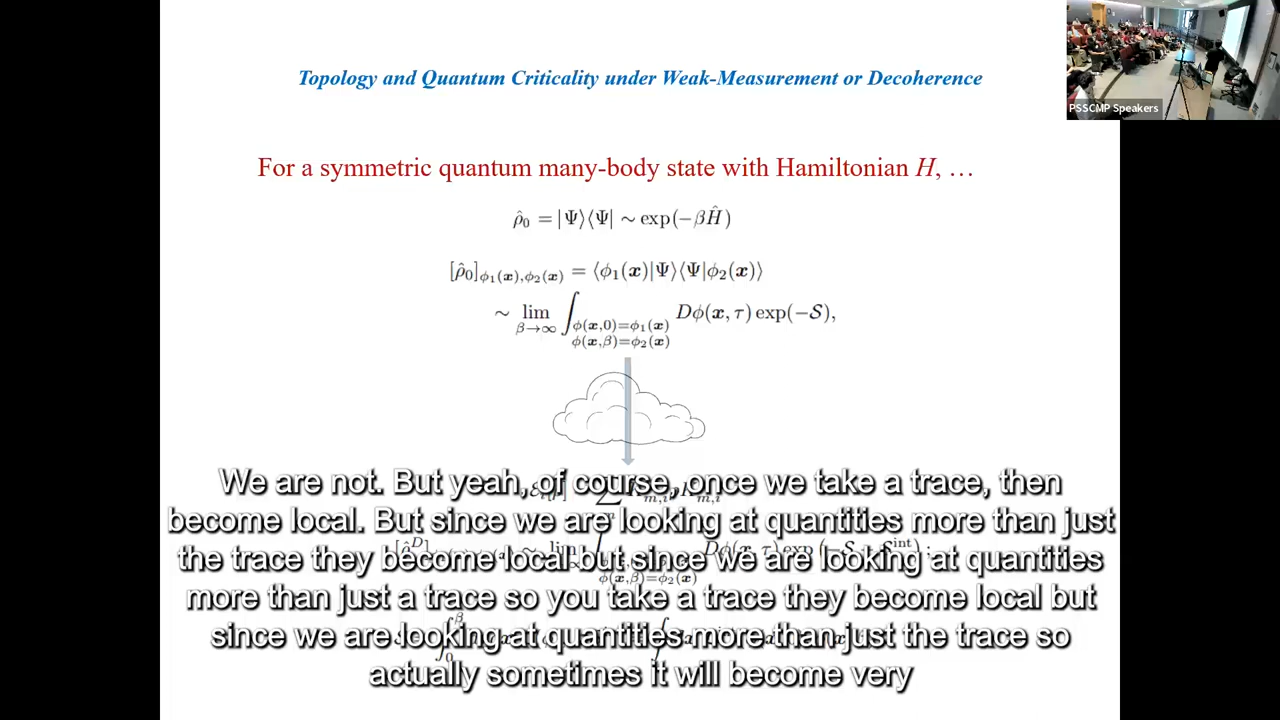 Topology and Quantum Criticality under Weak-Measurement or Decoherence
PSSCMP Speakers
For a symmetric quantum many-body state with Hamiltonian H, …
ρ̂₀ = |Ψ⟩⟨Ψ| ∼ exp(−βĤ)
[ρ̂₀]_{ϕ₁(x),ϕ₂(x)} = ⟨ϕ₁(x)|Ψ⟩⟨Ψ|ϕ₂(x)⟩
∼ lim_{β→∞} ∫_{ϕ(x,0)=ϕ₁(x) ϕ(x,β)=ϕ₂(x)} Dϕ(x,τ) exp(−𝒮),
We are not. But yeah, of course, once we take a trace, then
become local. But since we are looking at quantities more than just
the trace they become local but since we are looking at quantities
more than just a trace so you take a trace they become local but
since we are looking at quantities more than just the trace so
actually sometimes it will become very